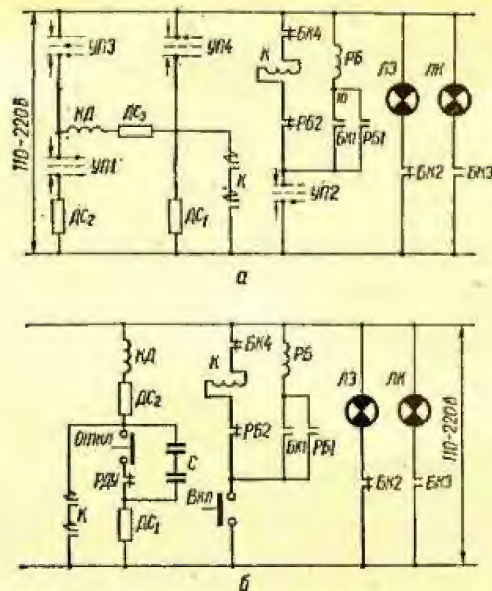 УП3
УП4
БК4
К
РБ
ЛЗ
ЛК
110-220В
КД
ДС3
РБ2
БК1
РБ1
УП1
К
УП2
БК2
БК3
ДС2
ДС1
а
КД
БК4
РБ
К
ЛЗ
ЛК
ДС2
Откл
РБ2
БК1
РБ1
110-220В
С
РДУ
Вкл
К
БК2
БК3
ДС1
б